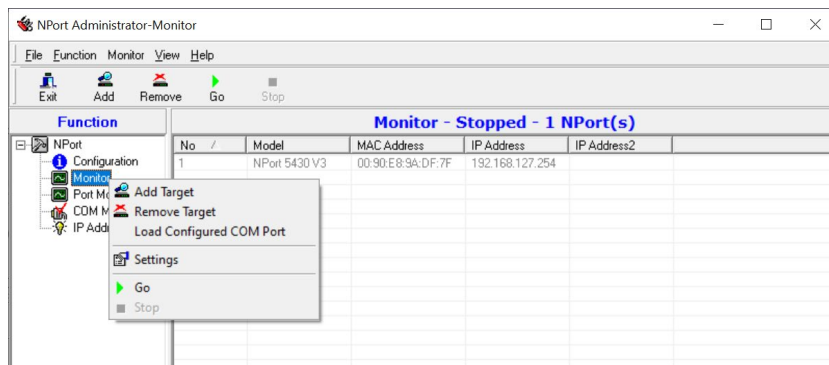 NPort Administrator-Monitor
File Function Monitor View Help
Exit Add Remove Go Stop
Function
Monitor - Stopped - 1 NPort(s)
NPort
Configuration
Monitor
Port Mo
COM M
IP Addr
No / Model MAC Address IP Address IP Address2
1 NPort 5430 V3 00:90:E8:9A:DF:7F 192.168.127.254
Add Target
Remove Target
Load Configured COM Port
Settings
Go
Stop